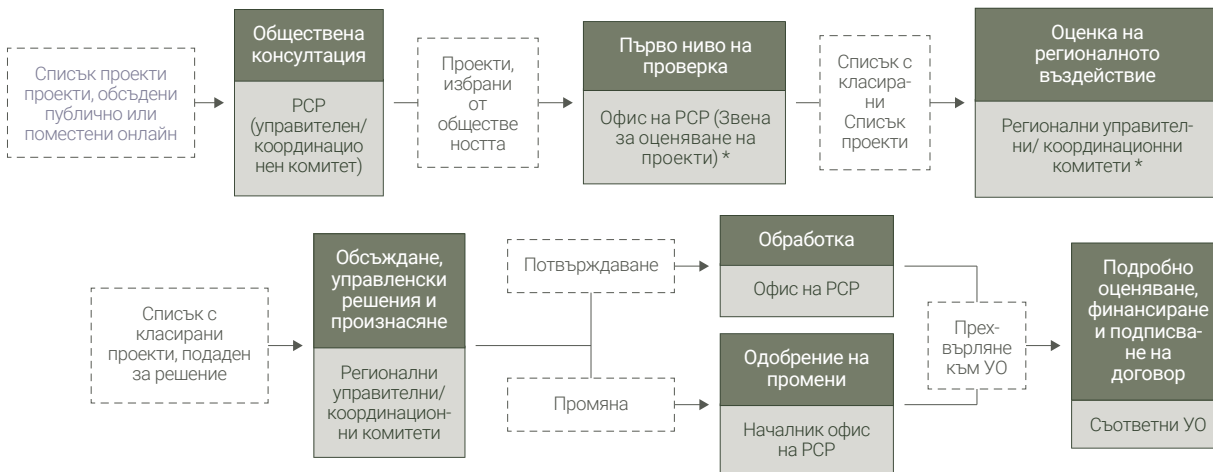 Списък проекти
проекти, обсъдени
публично или
поместени онлайн
Обществена
консултация
РСР
(управителен/
координацио
нен комитет)
Проекти,
избрани
от
обществе
ността
Първо ниво на
проверка
Офис на РСР (Звена
за оценяване на
проекти) *
Списък с
класира-
ни
Списък
проекти
Оценка на
регионалното
въздействие
Регионални управител-
ни/ координационни
комитети *
Списък с
класирани
проекти, подаден
за решение
Обсъждане,
управленски
решения и
произнасяне
Регионални
управителни/
координацион-
ни комитети
Потвърждаване
Промяна
Обработка
Офис на РСР
Одобрение на
промени
Началник офис
на РСР
Прех-
върляне
към УО
Подробно
оценяване,
финансиране
и подписва-
не на
договор
Съответни УО